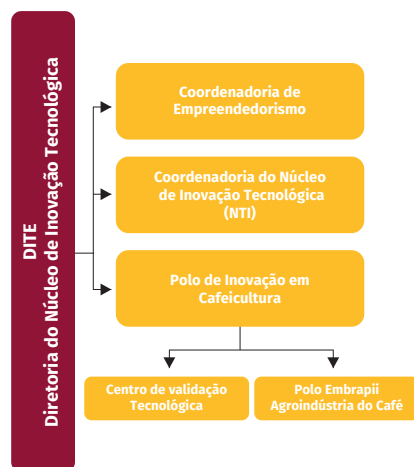 DITE
Diretoria do Núcleo de Inovação Tecnológica
Coordenadoria de
Empreendedorismo
Coordenadoria do Núcleo
de Inovação Tecnológica
(NTI)
Polo de Inovação em
Cafeicultura
Centro de validação
Tecnológica
Polo Embrapii
Agroindústria do Café